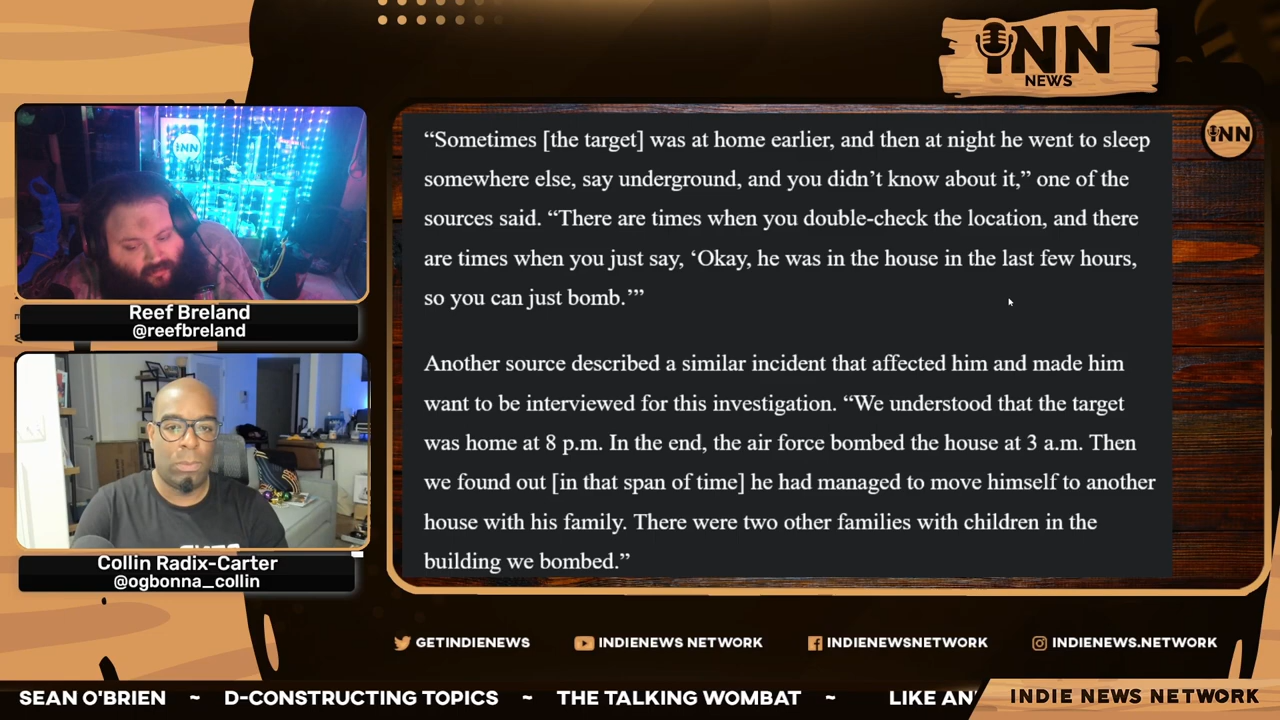 INN
NEWS
INN
INN
"Sometimes [the target] was at home earlier, and then at night he went to sleep
somewhere else, say underground, and you didn't know about it," one of the
sources said. "There are times when you double-check the location, and there
are times when you just say, 'Okay, he was in the house in the last few hours,
so you can just bomb.'"
Another source described a similar incident that affected him and made him
want to be interviewed for this investigation. "We understood that the target
was home at 8 p.m. In the end, the air force bombed the house at 3 a.m. Then
we found out [in that span of time] he had managed to move himself to another
house with his family. There were two other families with children in the
building we bombed."
Reef Breland
@reefbreland
Collin Radix-Carter
@ogbonna_collin
GETINDIENEWS INDIENEWS NETWORK INDIENEWSNETWORK INDIENEWS.NETWORK
SEAN O'BRIEN ~ D-CONSTRUCTING TOPICS ~ THE TALKING WOMBAT ~ LIKE AN
INDIE NEWS NETWORK